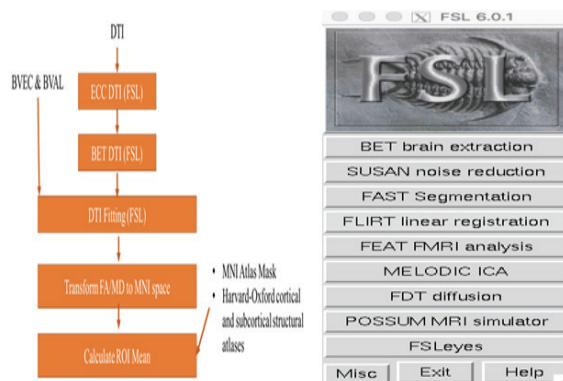 DTI
BVEC & BVAL
ECC DTI (FSL)
BET DTI (FSL)
DTI Fitting (FSL)
Transform FA/MD to MNI space
• MNI Atlas Mask
• Harvard-Oxford cortical
and subcortical structural
atlases
Calculate ROI Mean
X FSL 6.0.1
FSL
BET brain extraction
SUSAN noise reduction
FAST Segmentation
FLIRT linear registration
FEAT FMRI analysis
MELODIC ICA
FDT diffusion
POSSUM MRI simulator
FSLeyes
Misc Exit Help